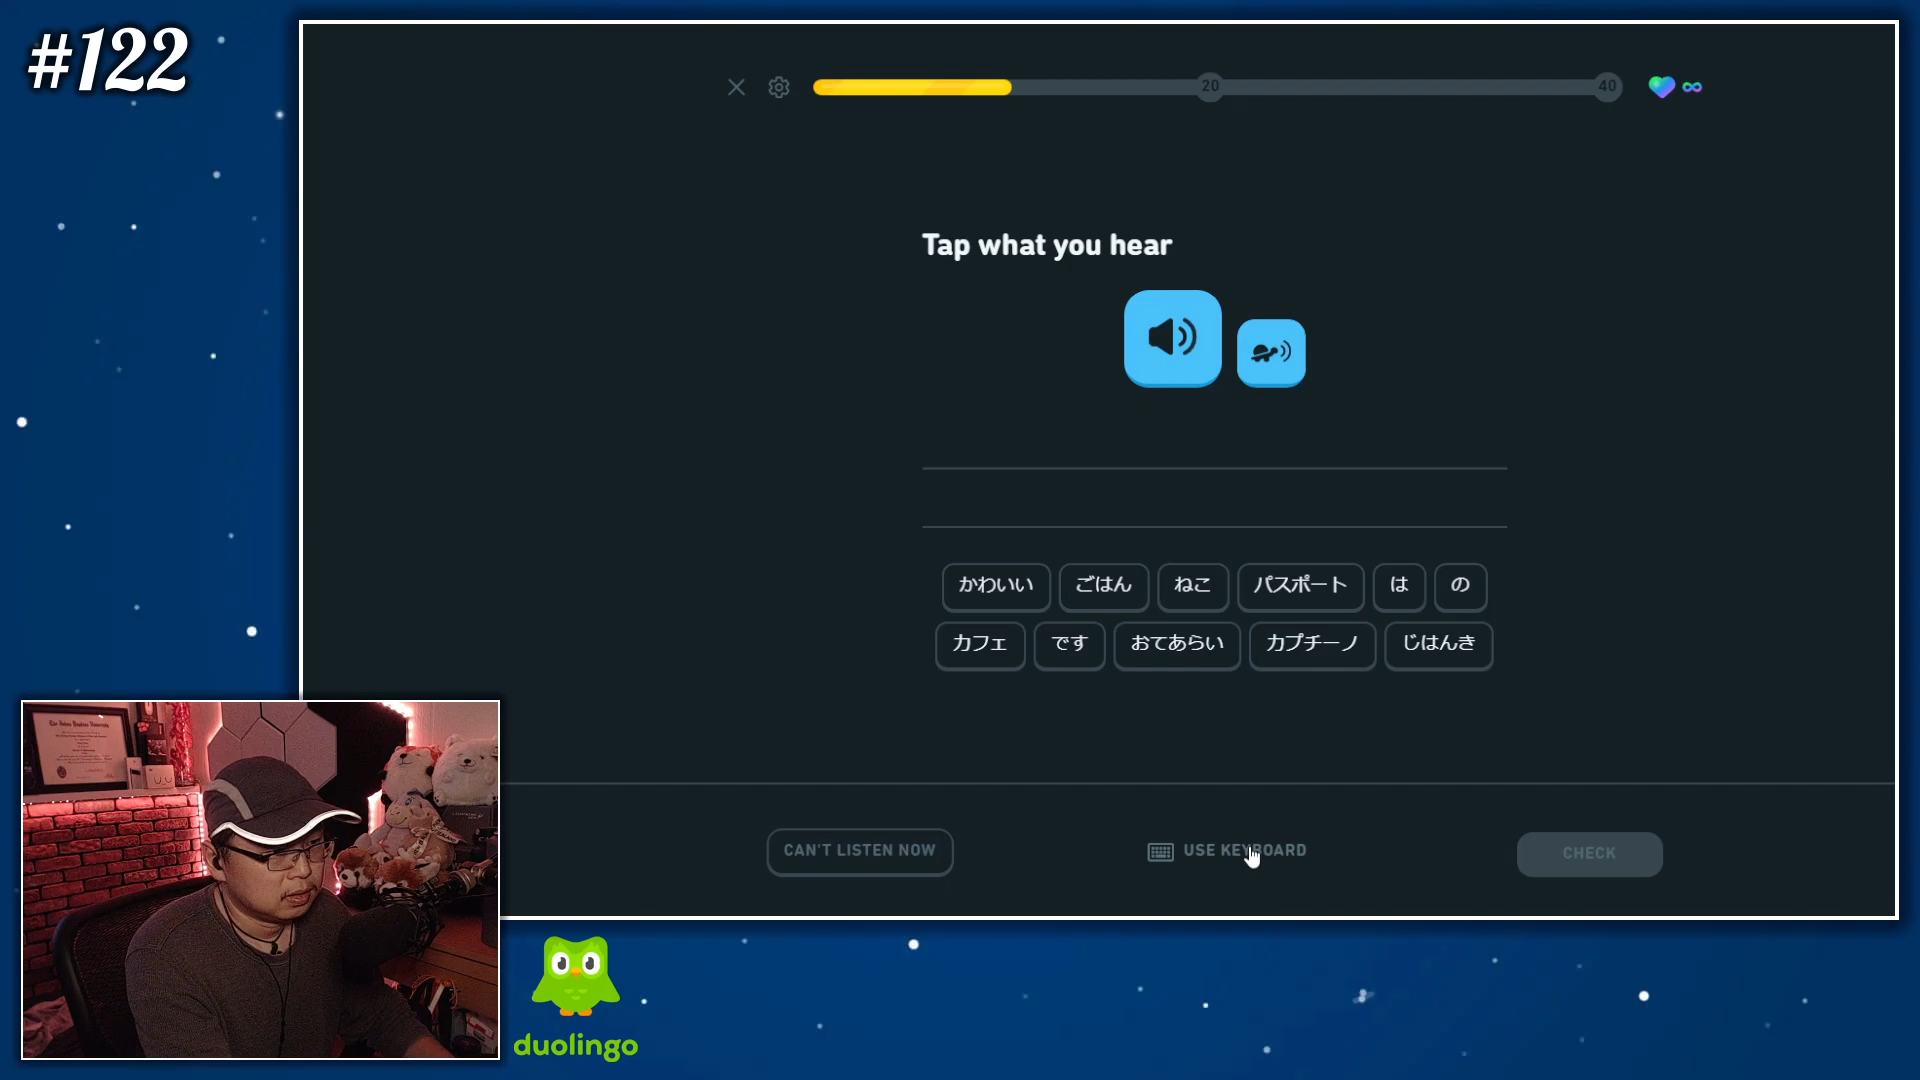 #122
20
40
Tap what you hear
かわいい ごはん ねこ パスポート は の
カフェ です おてあらい カプチーノ じはんき
CAN'T LISTEN NOW
USE KEYBOARD
CHECK
duolingo